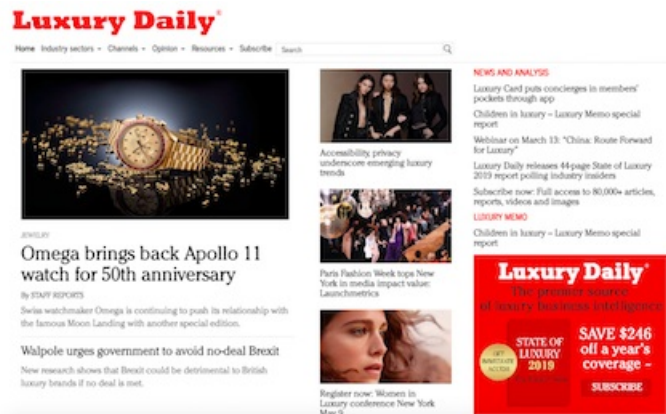 Luxury Daily®
Home Industry sectors Channels Opinion Resources Subscribe Search
JEWELRY
Omega brings back Apollo 11
watch for 50th anniversary
By STAFF REPORTS
Swiss watchmaker Omega is continuing to push its relationship with
the famous Moon Landing with another special edition.
Walpole urges government to avoid no-deal Brexit
New research shows that Brexit could be detrimental to British
luxury brands if no deal is met.
Accessibility, privacy
underscore emerging luxury
trends
Paris Fashion Week tops New
York in media impact value:
Launchmetrics
Register now: Women in
Luxury conference New York
May 9
NEWS AND ANALYSIS
Luxury Card puts concierges in members'
pockets through app
Children in luxury – Luxury Memo special
report
Webinar on March 13: "China: Route Forward
for Luxury"
Luxury Daily releases 44-page State of Luxury
2019 report polling industry insiders
Subscribe now: Full access to 80,000+ articles,
reports, videos and images
LUXURY MEMO
Children in luxury – Luxury Memo special
report
Luxury Daily®
The premier source
of luxury business intelligence
STATE OF
LUXURY
2019
GET
IMMEDIATE
ACCESS
SAVE $246
off a year's
coverage –
SUBSCRIBE